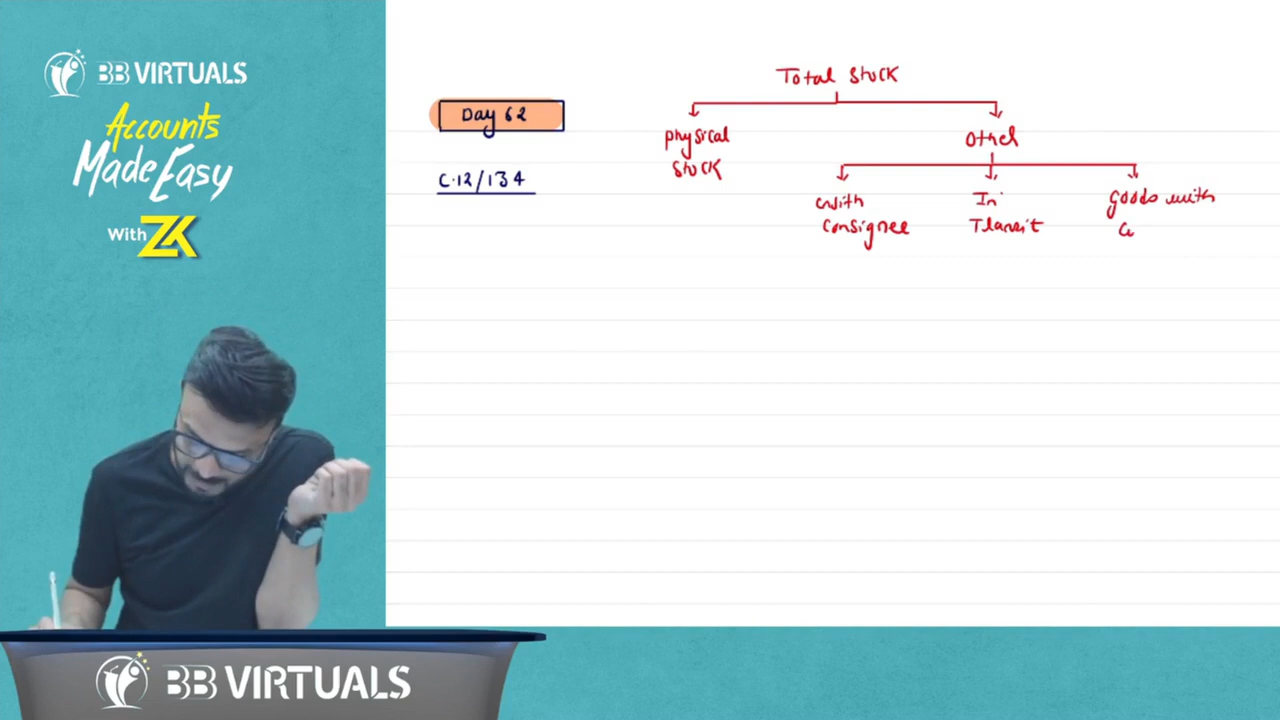 BB VIRTUALS
Accounts
Made Easy
With ZK
Day 62
C.12/134
Total Stock
Physical
Stock
Other
With
Consignee
In
Transit
Goods with
BB VIRTUALS